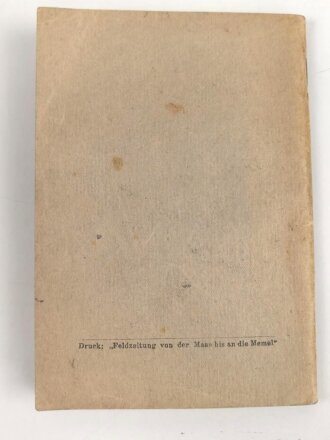 Druck: „Feldzeitung von der Maas bis an die Memel"